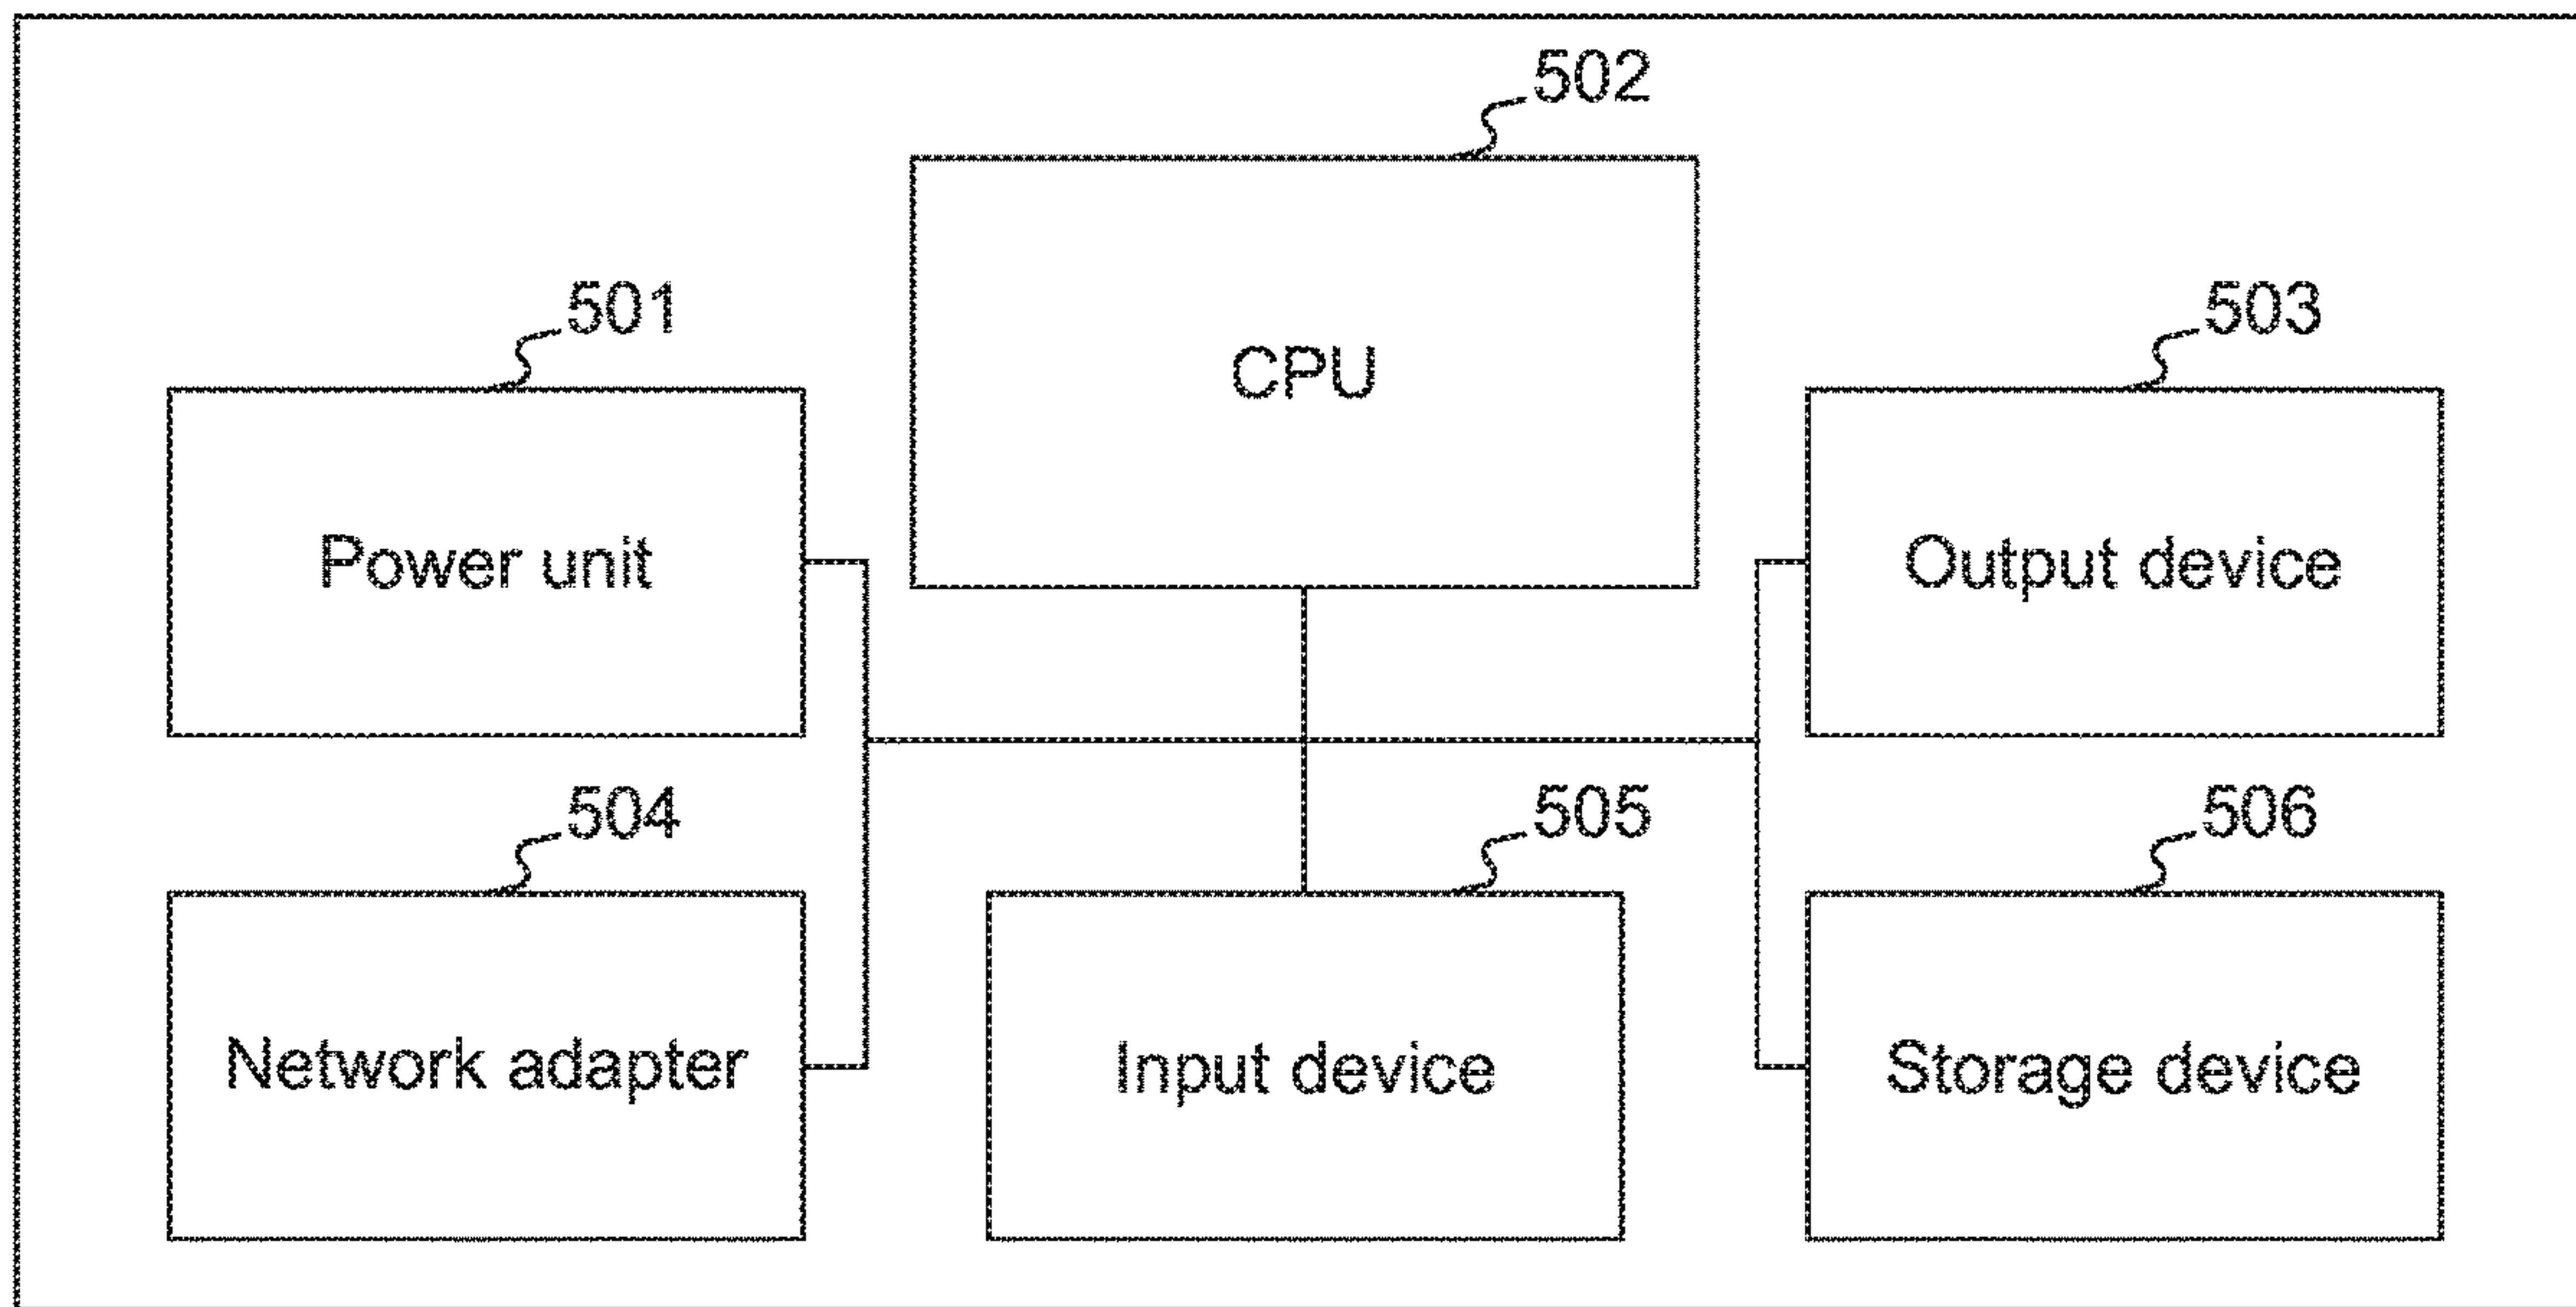 502
CPU
501
Power unit
503
Output device
504
Network adapter
505
Input device
506
Storage device